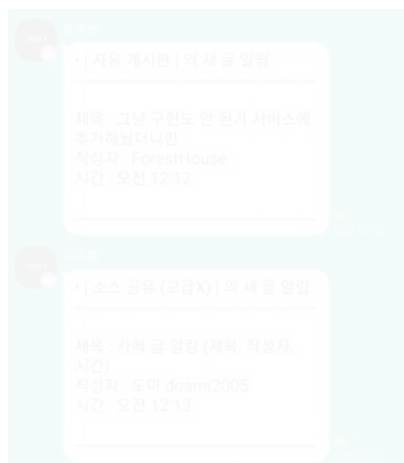 • | 자유 게시판 | 의 새 글 알림
제목 : 그냥 구현도 안 된거 서비스에
추가해놨더니만
작성자 : ForestHouse
시간 : 오전 12:12
• | 소스 공유 (고급X) | 의 새 글 알림
제목 : 카페 글 알림 (제목, 작성자,
시간)
작성자 : 도미 doami2005
시간 : 오전 12:13